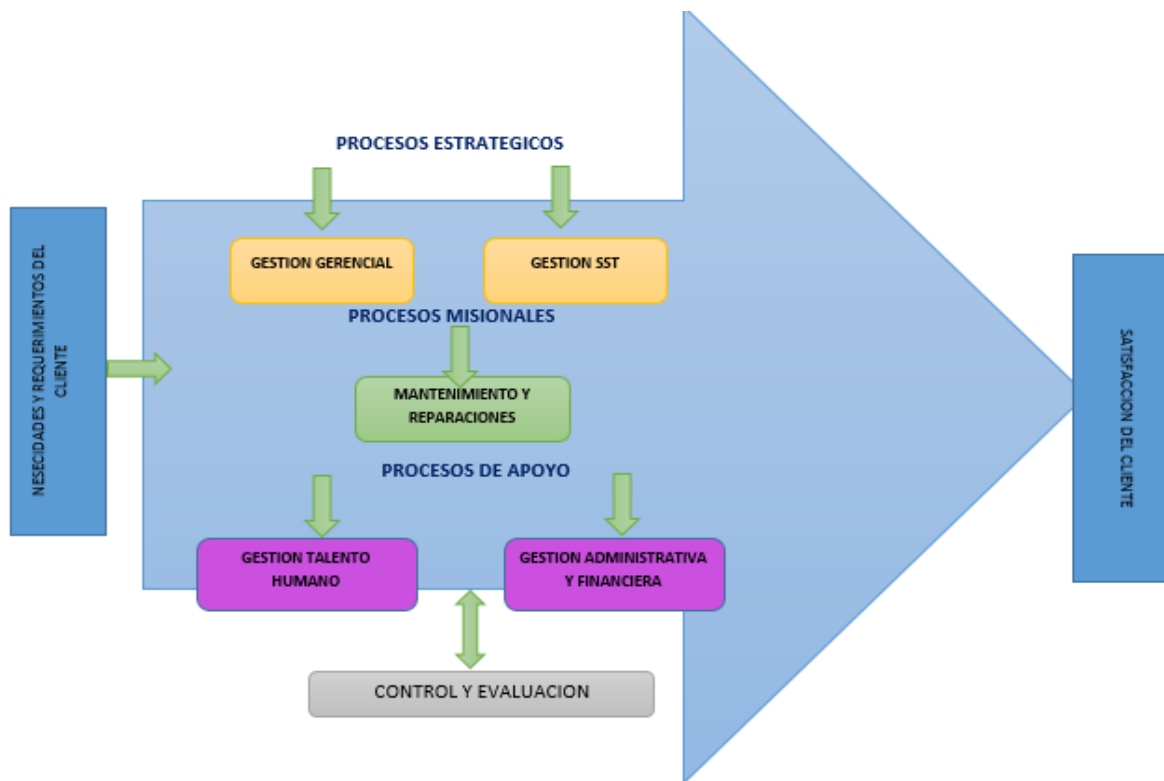 PROCESOS ESTRATEGICOS
GESTION GERENCIAL
GESTION SST
PROCESOS MISIONALES
MANTENIMIENTO Y
REPARACIONES
PROCESOS DE APOYO
GESTION TALENTO
HUMANO
GESTION ADMINISTRATIVA
Y FINANCIERA
CONTROL Y EVALUACION
NESECIDADES Y REQUERIMIENTOS DEL
CLIENTE
SATISFACCION DEL CLIENTE